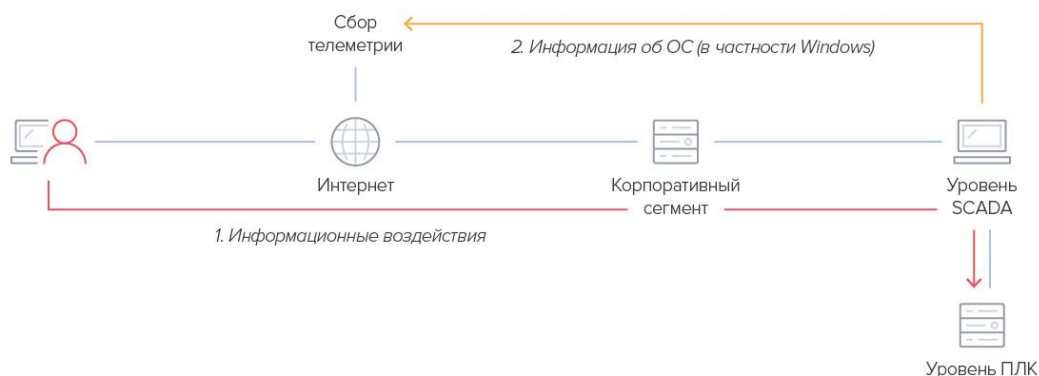 Сбор
телеметрии
2. Информация об ОС (в частности Windows)
Интернет
Корпоративный
сегмент
Уровень
SCADA
1. Информационные воздействия
Уровень ПЛК